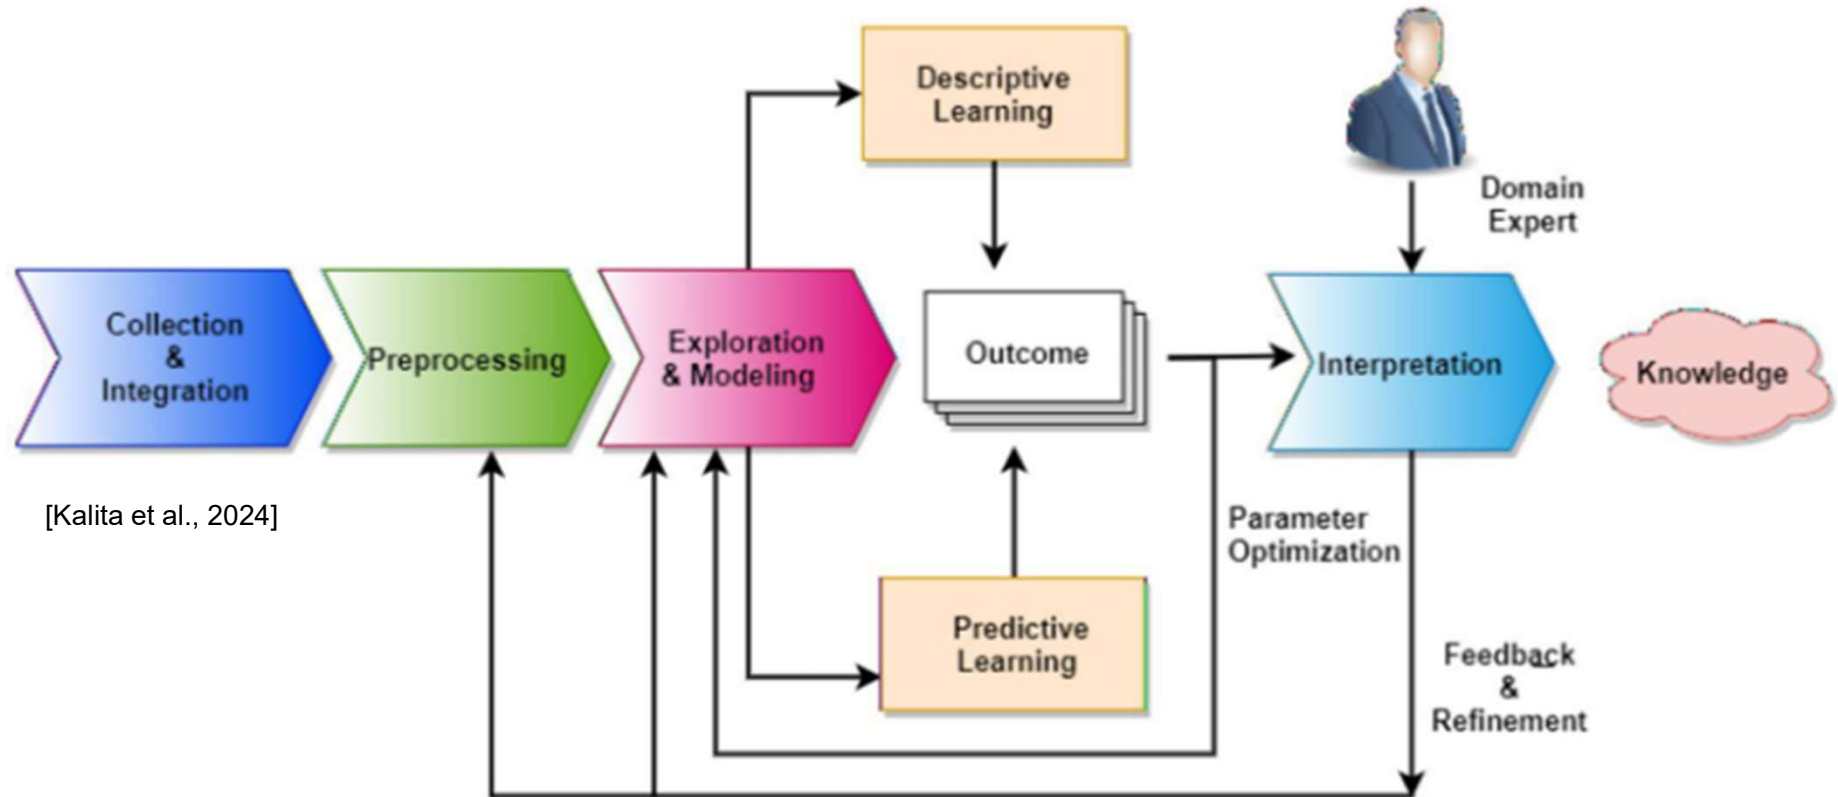 Descriptive
Learning
Domain
Expert
Collection
&
Integration
Preprocessing
Exploration
& Modeling
Outcome
Interpretation
Knowledge
[Kalita et al., 2024]
Parameter
Optimization
Predictive
Learning
Feedback
&
Refinement